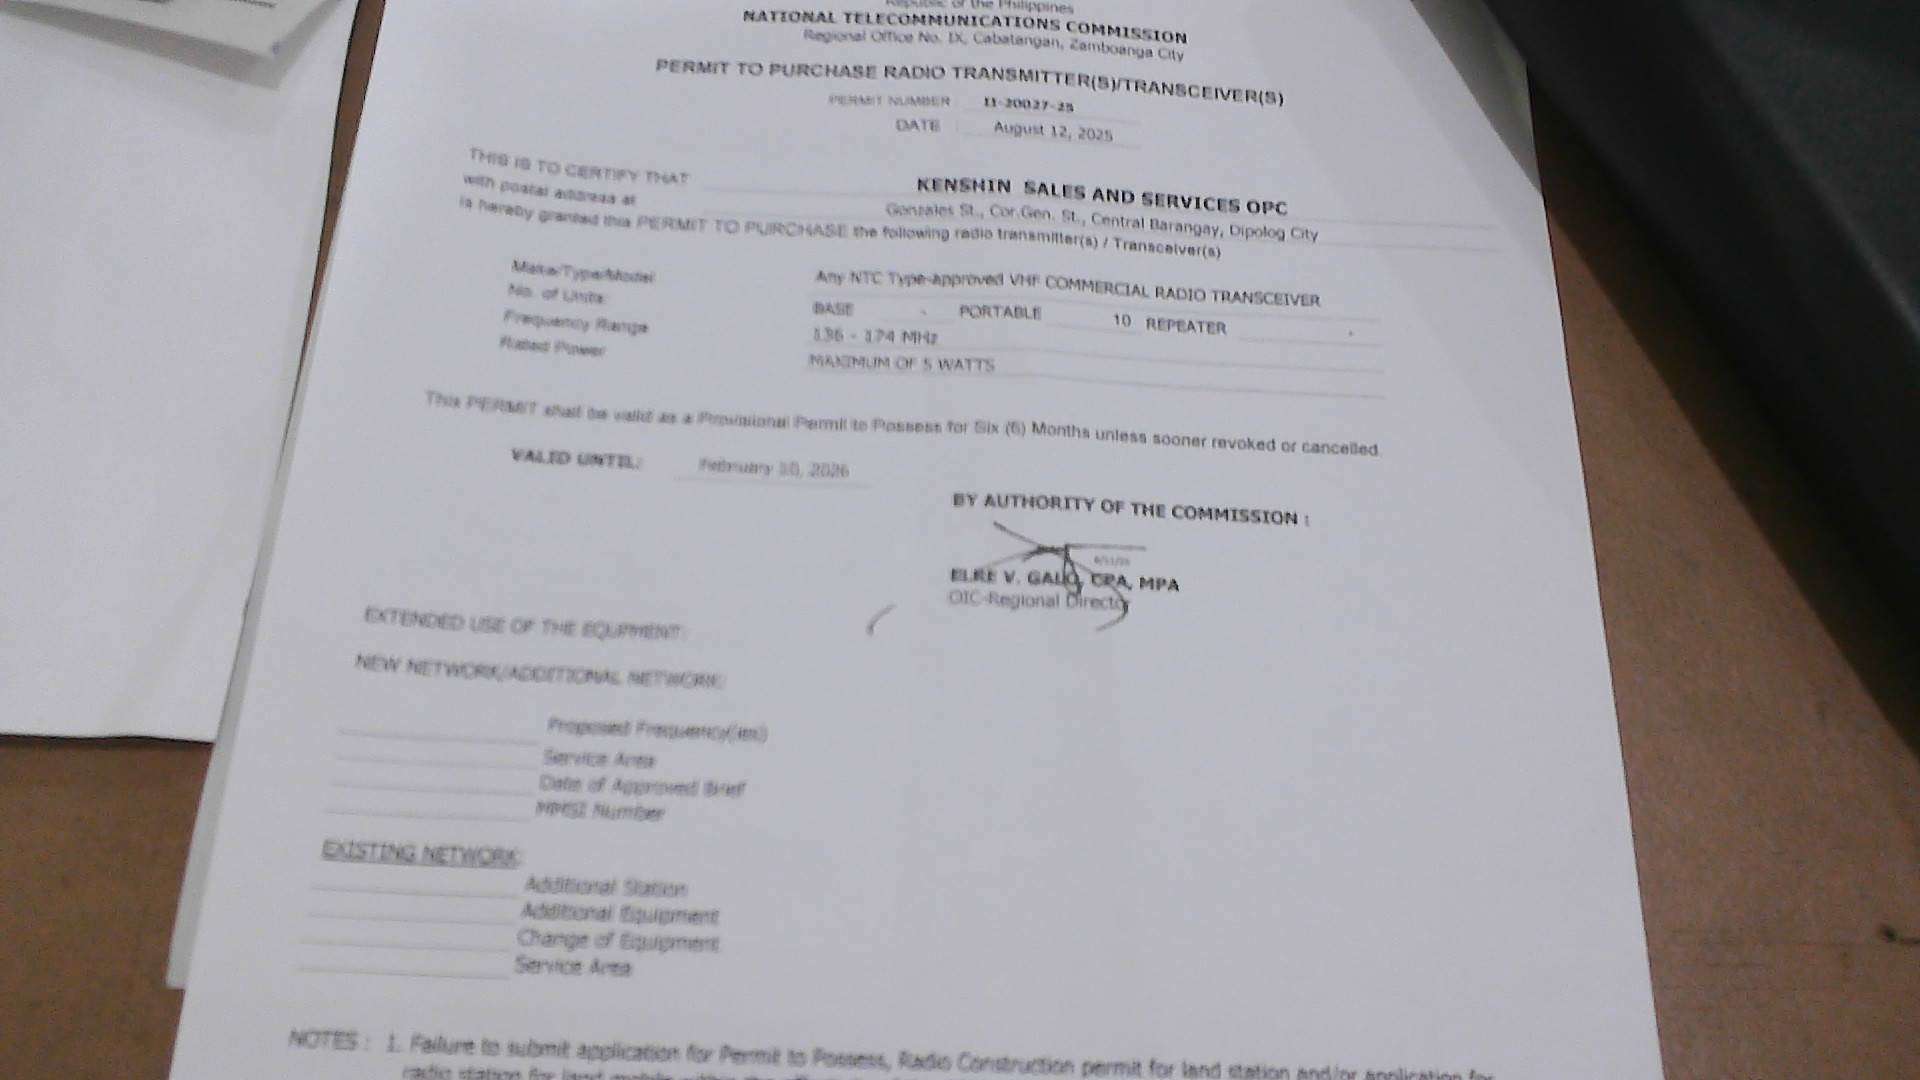 Republic of the Philippines
NATIONAL TELECOMMUNICATIONS COMMISSION
Regional Office No. IX, Cabatangan, Zamboanga City
PERMIT TO PURCHASE RADIO TRANSMITTER(S)/TRANSCEIVER(S)
PERMIT NUMBER : 11-20027-25
DATE : August 12, 2025
THIS IS TO CERTIFY THAT KENSHIN SALES AND SERVICES OPC
with postal address at Gonzales St., Cor.Gen. St., Central Barangay, Dipolog City
is hereby granted this PERMIT TO PURCHASE the following radio transmitter(s) / Transceiver(s)
Make/Type/Model Any NTC Type-approved VHF COMMERCIAL RADIO TRANSCEIVER
No. of Units BASE - PORTABLE 10 REPEATER -
Frequency Range 136 - 174 MHz
Rated Power MAXIMUM OF 5 WATTS
This PERMIT shall be valid as a Provisional Permit to Possess for Six (6) Months unless sooner revoked or cancelled.
VALID UNTIL: February 10, 2026
BY AUTHORITY OF THE COMMISSION :
ELRE V. GALO, CPA, MPA
OIC-Regional Director
EXTENDED USE OF THE EQUIPMENT:
NEW NETWORK/ADDITIONAL NETWORK:
Proposed Frequency(ies)
Service Area
Date of Approved Brief
MMSI Number
EXISTING NETWORK:
Additional Station
Additional Equipment
Change of Equipment
Service Area
NOTES : 1. Failure to submit application for Permit to Possess, Radio Construction permit for land station and/or application for
radio station for land mobile